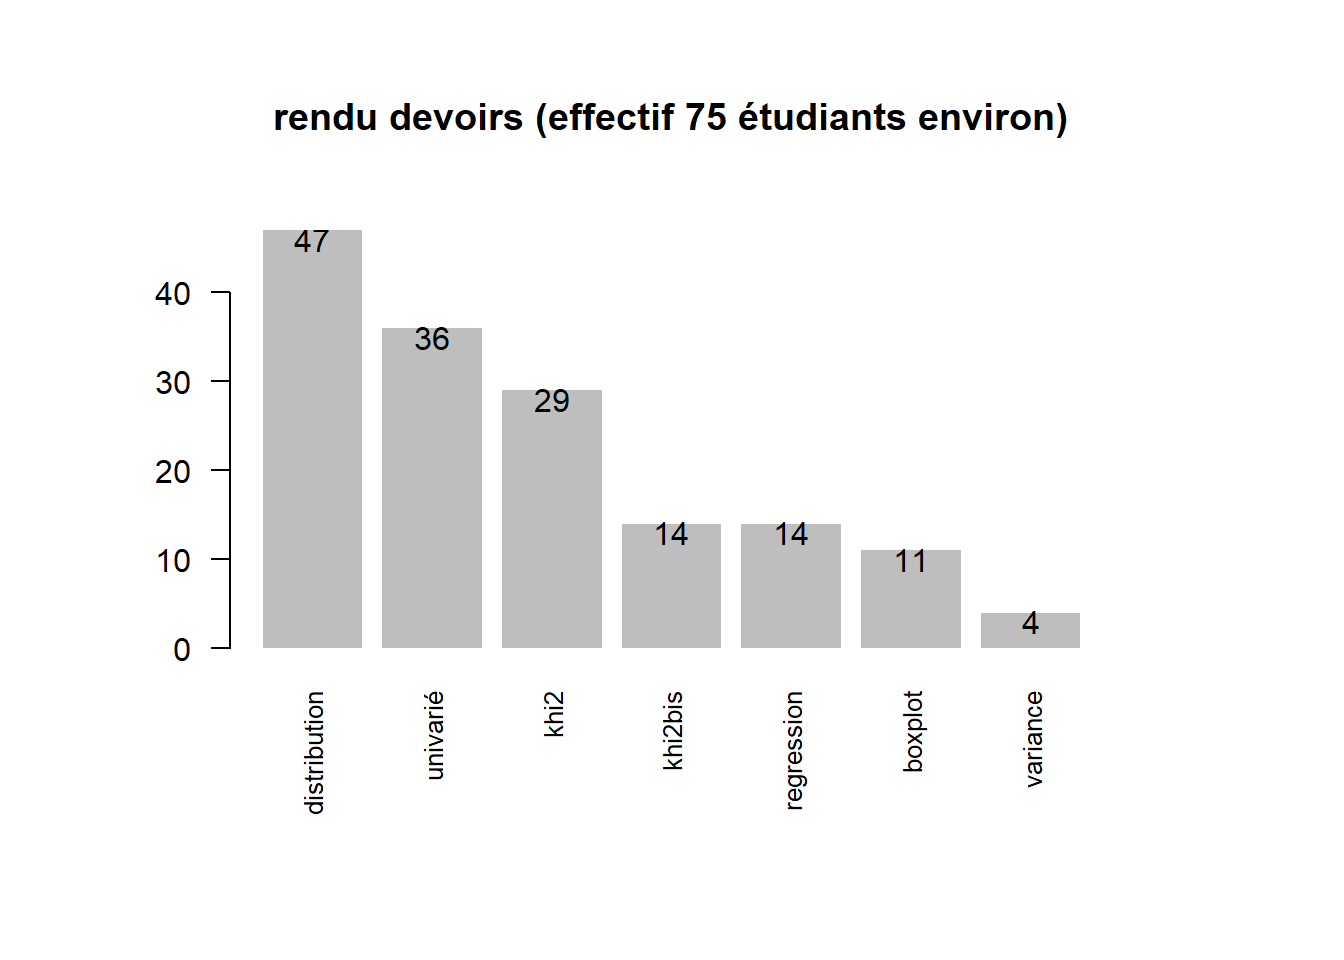 rendu devoirs (effectif 75 étudiants environ)
47
40
36
30
29
20
14
14
11
10
4
0
distribution
univarié
khi2
khi2bis
regression
boxplot
variance